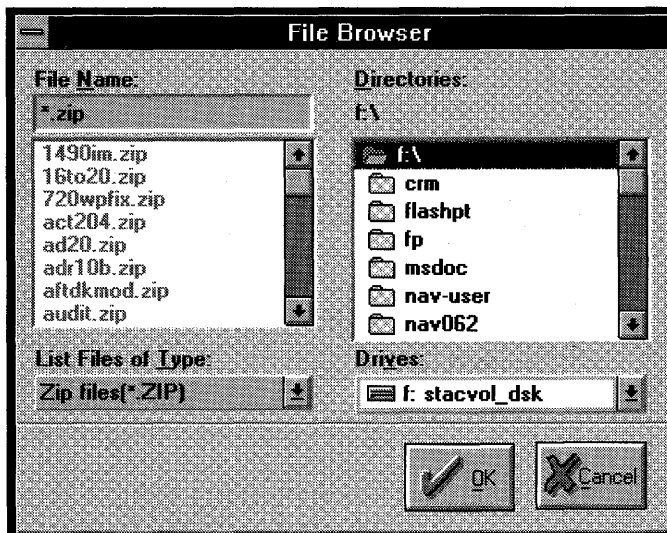 File Browser
File Name:
*.zip
1490im.zip
16to20.zip
720wpfix.zip
act204.zip
ad20.zip
adr10b.zip
aftdkmod.zip
audit.zip
List Files of Type:
Zip files(*.ZIP)
Directories:
f:\
f:\
crm
flashpt
fp
msdoc
nav-user
nav062
Drives:
f: stacvol_dsk
OK
Cancel